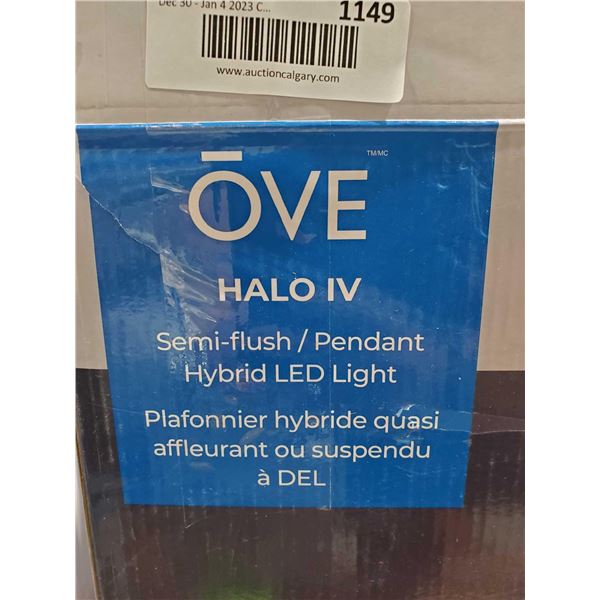 Dec 30 - Jan 4 2023 C...
1149
www.auctioncalgary.com
ŌVE TM/MC
HALO IV
Semi-flush / Pendant
Hybrid LED Light
Plafonnier hybride quasi
affleurant ou suspendu
à DEL